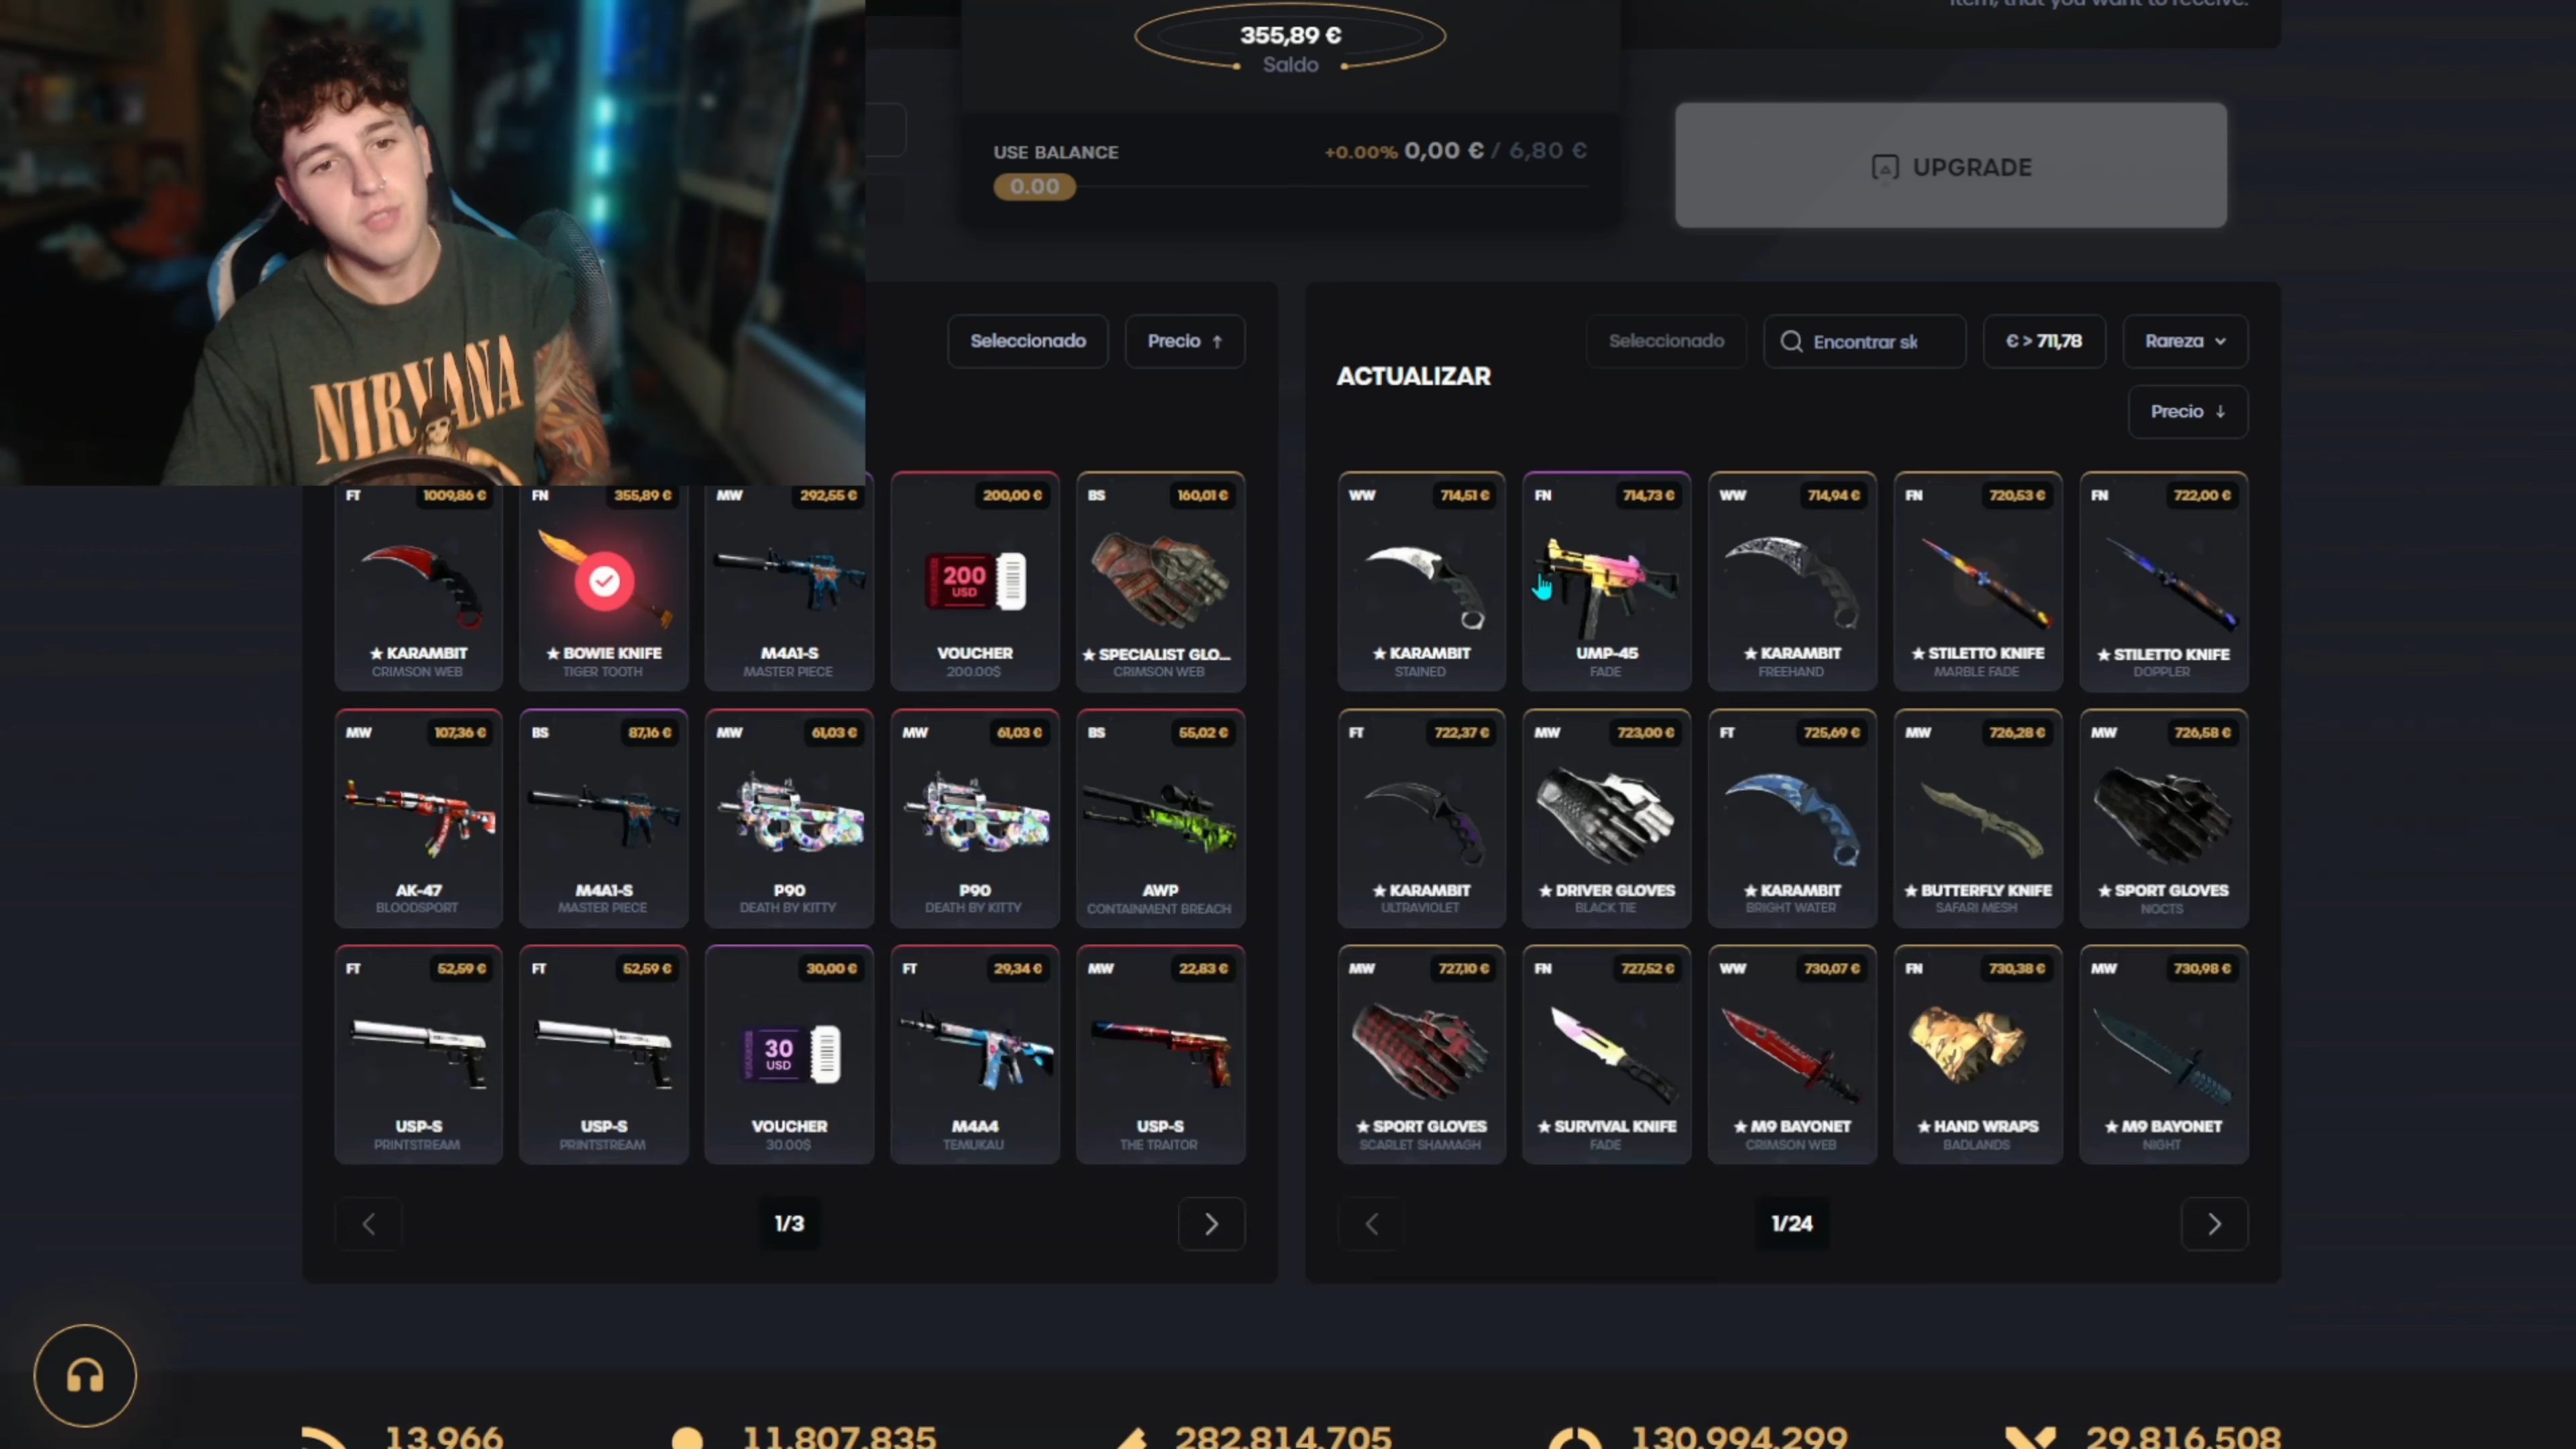 item, that you want to receive.
355,89 €
Saldo
USE BALANCE
+0.00% 0,00 € / 6,80 €
0.00
UPGRADE
NIRVANA
Seleccionado
Precio
ACTUALIZAR
Seleccionado
Encontrar sk
€ > 711,78
Rareza
Precio
FT 1009,86 €
★ KARAMBIT
CRIMSON WEB
FN 355,89 €
★ BOWIE KNIFE
TIGER TOOTH
MW 292,55 €
M4A1-S
MASTER PIECE
200,00 €
200
USD
VOUCHER
200.00$
BS 160,01 €
★ SPECIALIST GLO...
CRIMSON WEB
MW 107,36 €
AK-47
BLOODSPORT
BS 87,16 €
M4A1-S
MASTER PIECE
MW 61,03 €
P90
DEATH BY KITTY
MW 61,03 €
P90
DEATH BY KITTY
BS 55,02 €
AWP
CONTAINMENT BREACH
FT 52,59 €
USP-S
PRINTSTREAM
FT 52,59 €
USP-S
PRINTSTREAM
30,00 €
30
USD
VOUCHER
30.00$
FT 29,34 €
M4A4
TEMUKAU
MW 22,83 €
USP-S
THE TRAITOR
1/3
WW 714,51 €
★ KARAMBIT
STAINED
FN 714,73 €
UMP-45
FADE
WW 714,94 €
★ KARAMBIT
FREEHAND
FN 720,53 €
★ STILETTO KNIFE
MARBLE FADE
FN 722,00 €
★ STILETTO KNIFE
DOPPLER
FT 722,37 €
★ KARAMBIT
ULTRAVIOLET
MW 723,00 €
★ DRIVER GLOVES
BLACK TIE
FT 725,69 €
★ KARAMBIT
BRIGHT WATER
MW 726,28 €
★ BUTTERFLY KNIFE
SAFARI MESH
MW 726,58 €
★ SPORT GLOVES
NOCTS
MW 727,10 €
★ SPORT GLOVES
SCARLET SHAMAGH
FN 727,52 €
★ SURVIVAL KNIFE
FADE
WW 730,07 €
★ M9 BAYONET
CRIMSON WEB
FN 730,38 €
★ HAND WRAPS
BADLANDS
MW 730,98 €
★ M9 BAYONET
NIGHT
1/24
13.966
11.807.835
282.814.705
130.994.299
29.816.508